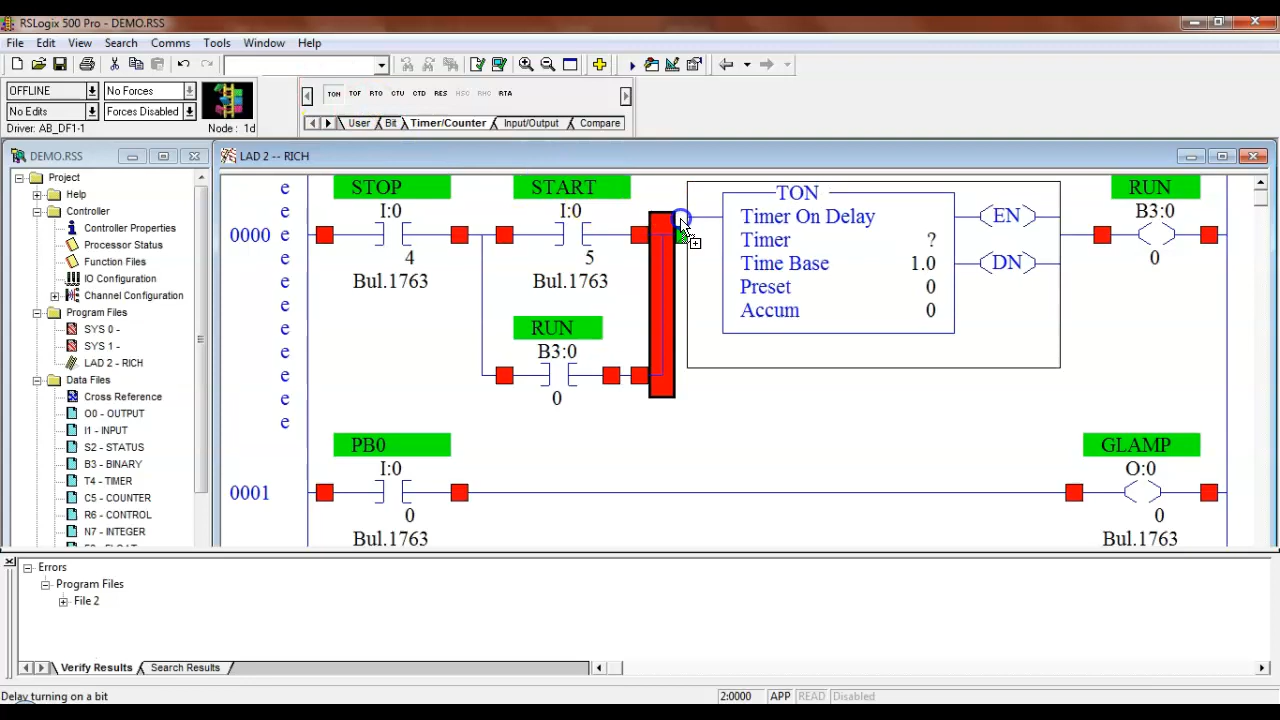 RSLogix 500 Pro - DEMO.RSS
File Edit View Search Comms Tools Window Help
OFFLINE No Forces
No Edits Forces Disabled
Driver: AB_DF1-1 Node : 1d
TON TOF RTO CTU CTD RES HSC RHC RTA
User Bit Timer/Counter Input/Output Compare
DEMO.RSS
Project
Help
Controller
Controller Properties
Processor Status
Function Files
IO Configuration
Channel Configuration
Program Files
SYS 0 -
SYS 1 -
LAD 2 - RICH
Data Files
Cross Reference
O0 - OUTPUT
I1 - INPUT
S2 - STATUS
B3 - BINARY
T4 - TIMER
C5 - COUNTER
R6 - CONTROL
N7 - INTEGER
LAD 2 -- RICH
e
e
e
e
e
e
e
e
e
e
e
0000
STOP
I:0
4
Bul.1763
START
I:0
5
Bul.1763
RUN
B3:0
0
TON
Timer On Delay
Timer ?
Time Base 1.0
Preset 0
Accum 0
EN
DN
RUN
B3:0
0
0001
PB0
I:0
0
Bul.1763
GLAMP
O:0
0
Bul.1763
Errors
Program Files
File 2
Verify Results Search Results
Delay turning on a bit 2:0000 APP READ Disabled